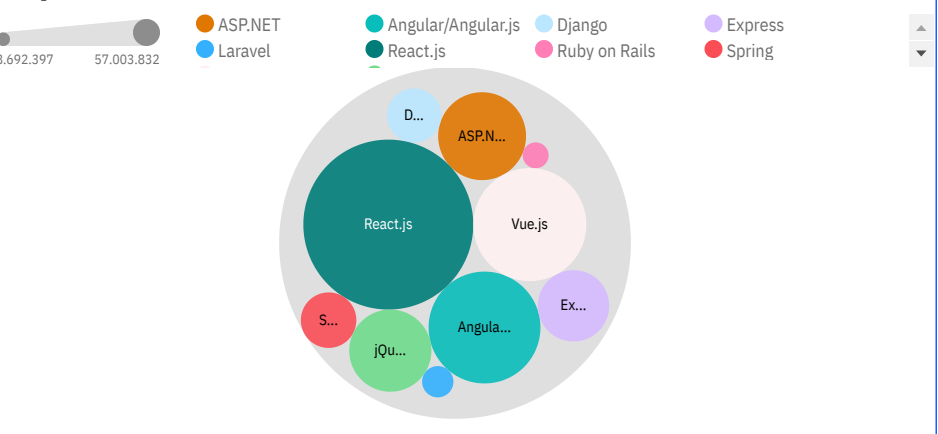 ASP.NET Angular/Angular.js Django Express
Laravel React.js Ruby on Rails Spring
3.692.397 57.003.832
D...
ASP.N...
React.js
Vue.js
Ex...
S...
Angula...
jQu...